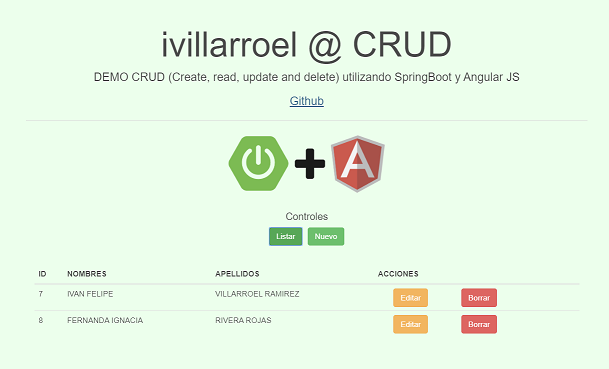 ivillarroel @ CRUD
DEMO CRUD (Create, read, update and delete) utilizando SpringBoot y Angular JS
Github
A
Controles
Listar Nuevo
ID NOMBRES APELLIDOS ACCIONES
7 IVAN FELIPE VILLARROEL RAMIREZ Editar Borrar
8 FERNANDA IGNACIA RIVERA ROJAS Editar Borrar